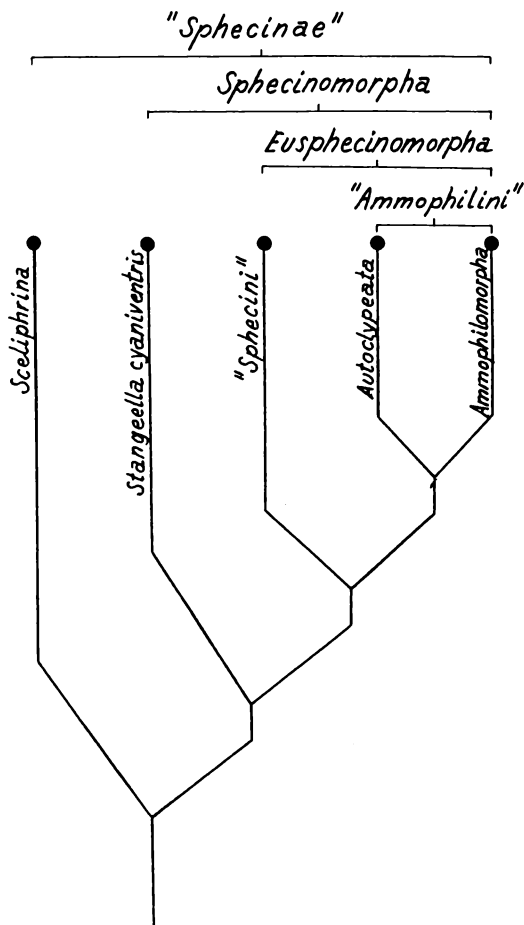 "Sphecinae"
Sphecinomorpha
Eusphecinomorpha
"Ammophilini"
Sceliphrina
Stangeella cyaniventris
"Sphecini"
Autoclypeata
Ammophilomorpha